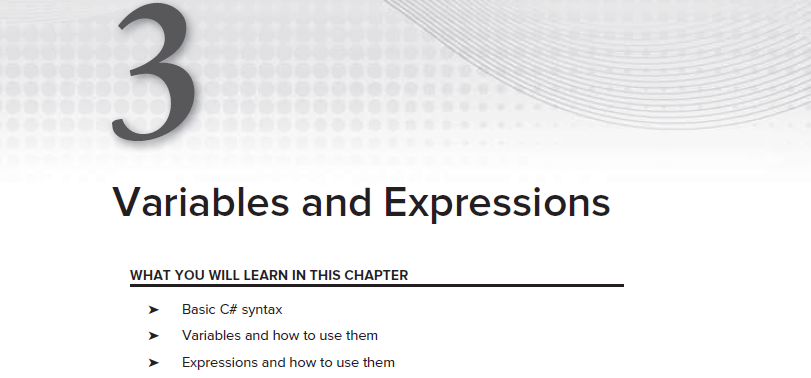 3
Variables and Expressions
WHAT YOU WILL LEARN IN THIS CHAPTER
➤ Basic C# syntax
➤ Variables and how to use them
➤ Expressions and how to use them